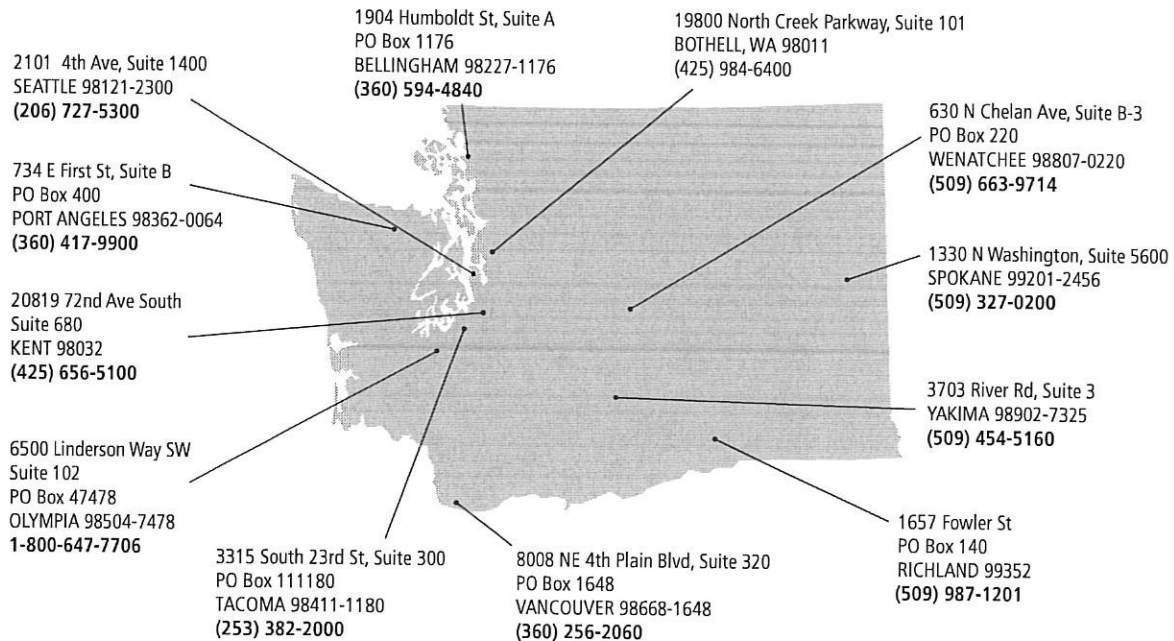 1904 Humboldt St, Suite A
PO Box 1176
BELLINGHAM 98227-1176
(360) 594-4840
19800 North Creek Parkway, Suite 101
BOTHELL, WA 98011
(425) 984-6400
2101 4th Ave, Suite 1400
SEATTLE 98121-2300
(206) 727-5300
630 N Chelan Ave, Suite B-3
PO Box 220
WENATCHEE 98807-0220
(509) 663-9714
734 E First St, Suite B
PO Box 400
PORT ANGELES 98362-0064
(360) 417-9900
1330 N Washington, Suite 5600
SPOKANE 99201-2456
(509) 327-0200
20819 72nd Ave South
Suite 680
KENT 98032
(425) 656-5100
3703 River Rd, Suite 3
YAKIMA 98902-7325
(509) 454-5160
6500 Linderson Way SW
Suite 102
PO Box 47478
OLYMPIA 98504-7478
1-800-647-7706
3315 South 23rd St, Suite 300
PO Box 111180
TACOMA 98411-1180
(253) 382-2000
8008 NE 4th Plain Blvd, Suite 320
PO Box 1648
VANCOUVER 98668-1648
(360) 256-2060
1657 Fowler St
PO Box 140
RICHLAND 99352
(509) 987-1201